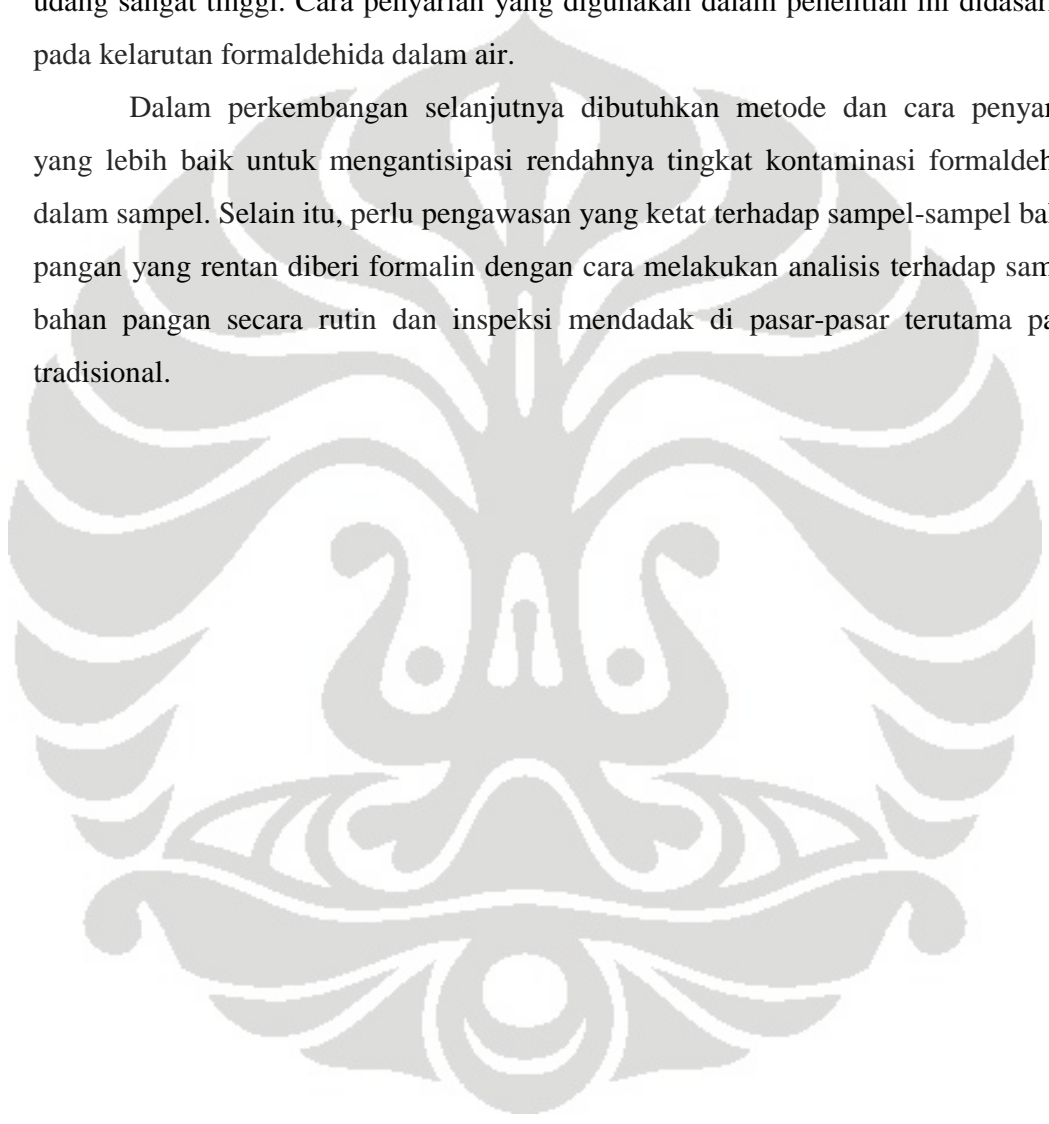 udang sangat tinggi. Cara penyarian yang digunakan dalam penelitian ini didasar
pada kelarutan formaldehida dalam air.
Dalam perkembangan selanjutnya dibutuhkan metode dan cara penyar
yang lebih baik untuk mengantisipasi rendahnya tingkat kontaminasi formaldeh
dalam sampel. Selain itu, perlu pengawasan yang ketat terhadap sampel-sampel ba
pangan yang rentan diberi formalin dengan cara melakukan analisis terhadap sam
bahan pangan secara rutin dan inspeksi mendadak di pasar-pasar terutama pa
tradisional.